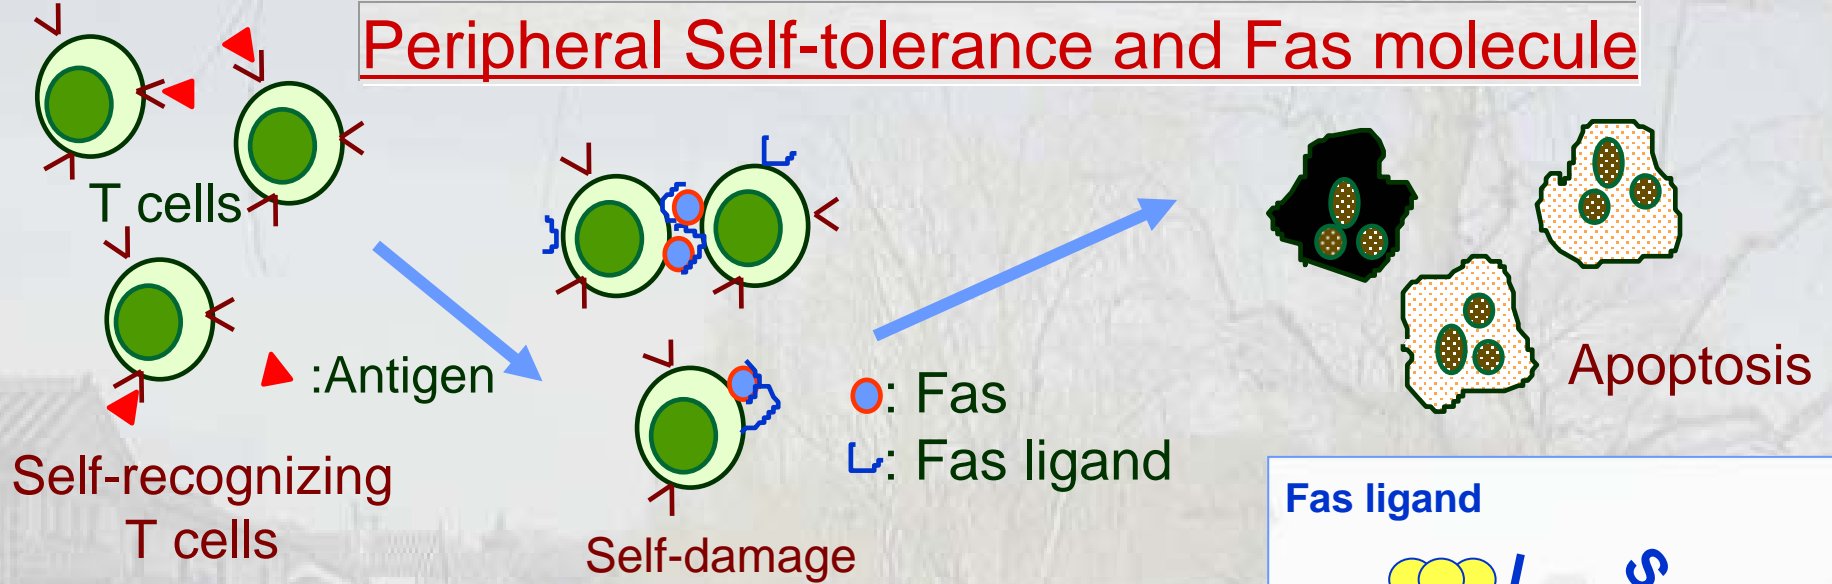 Peripheral Self-tolerance and Fas molecule
T cells
:Antigen
Self-recognizing
T cells
: Fas
: Fas ligand
Self-damage
Apoptosis
Fas ligand